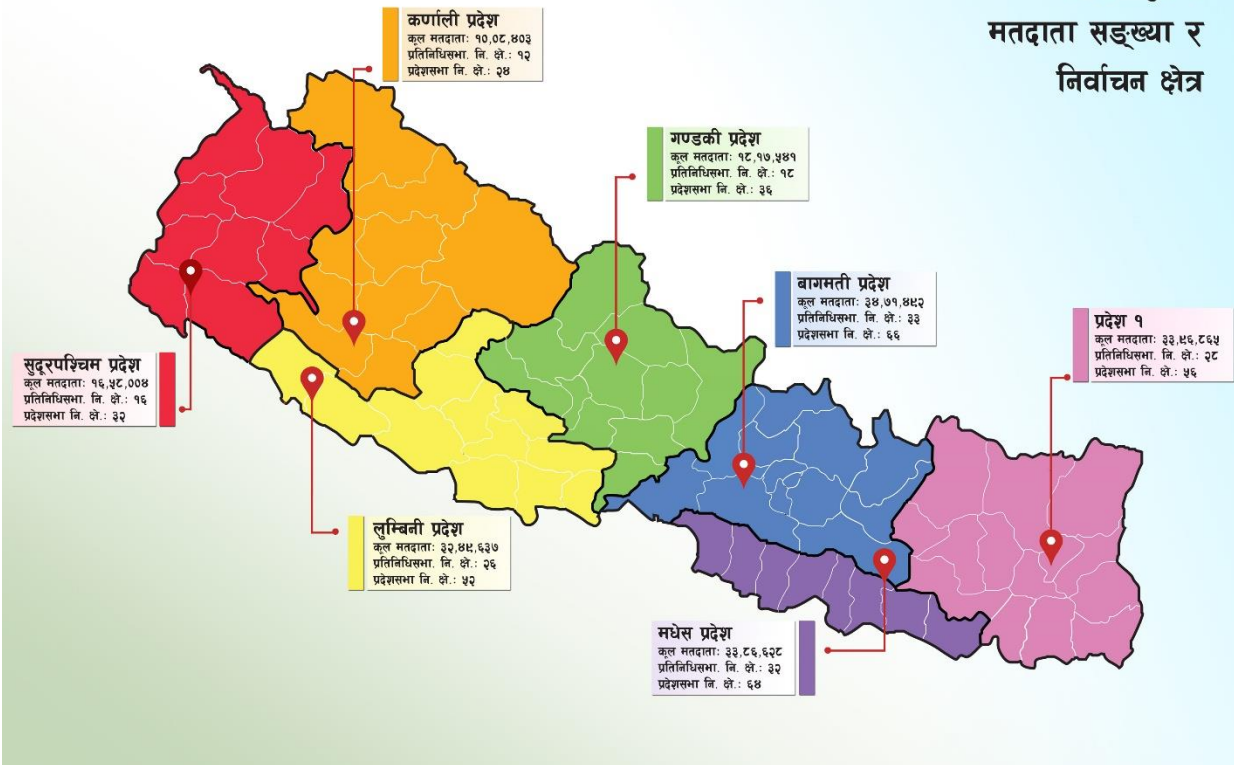 मतदाता सङ्ख्या र
निर्वाचन क्षेत्र
कर्णाली प्रदेश
कूल मतदाताः १०,०८,४०३
प्रतिनिधिसभा. नि. क्षे.: १२
प्रदेशसभा नि. क्षे.: २४
गण्डकी प्रदेश
कूल मतदाताः १८,१७,५४१
प्रतिनिधिसभा. नि. क्षे.: १८
प्रदेशसभा नि. क्षे.: ३६
बागमती प्रदेश
कूल मतदाताः ३४,७१,४९२
प्रतिनिधिसभा. नि. क्षे.: ३३
प्रदेशसभा नि. क्षे.: ६६
प्रदेश १
कूल मतदाताः ३३,९६,८६५
प्रतिनिधिसभा. नि. क्षे.: २८
प्रदेशसभा नि. क्षे.: ५६
सुदूरपश्चिम प्रदेश
कूल मतदाताः १६,५८,००४
प्रतिनिधिसभा. नि. क्षे.: १६
प्रदेशसभा नि. क्षे.: ३२
लुम्बिनी प्रदेश
कूल मतदाताः ३२,४९,६३७
प्रतिनिधिसभा. नि. क्षे.: २६
प्रदेशसभा नि. क्षे.: ५२
मधेस प्रदेश
कूल मतदाताः ३३,८६,६२८
प्रतिनिधिसभा. नि. क्षे.: ३२
प्रदेशसभा नि. क्षे.: ६४